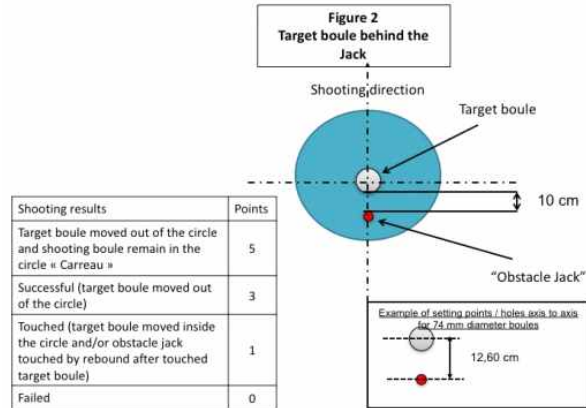 Figure 2
Target boule behind the
Jack
Shooting direction
Target boule
10 cm
"Obstacle Jack"
Shooting results Points
Target boule moved out of the circle
and shooting boule remain in the
circle « Carreau »
5
Successful (target boule moved out
of the circle)
3
Touched (target boule moved inside
the circle and/or obstacle jack
touched by rebound after touched
target boule)
1
Failed 0
Example of setting points / holes axis to axis
for 74 mm diameter boules
12,60 cm